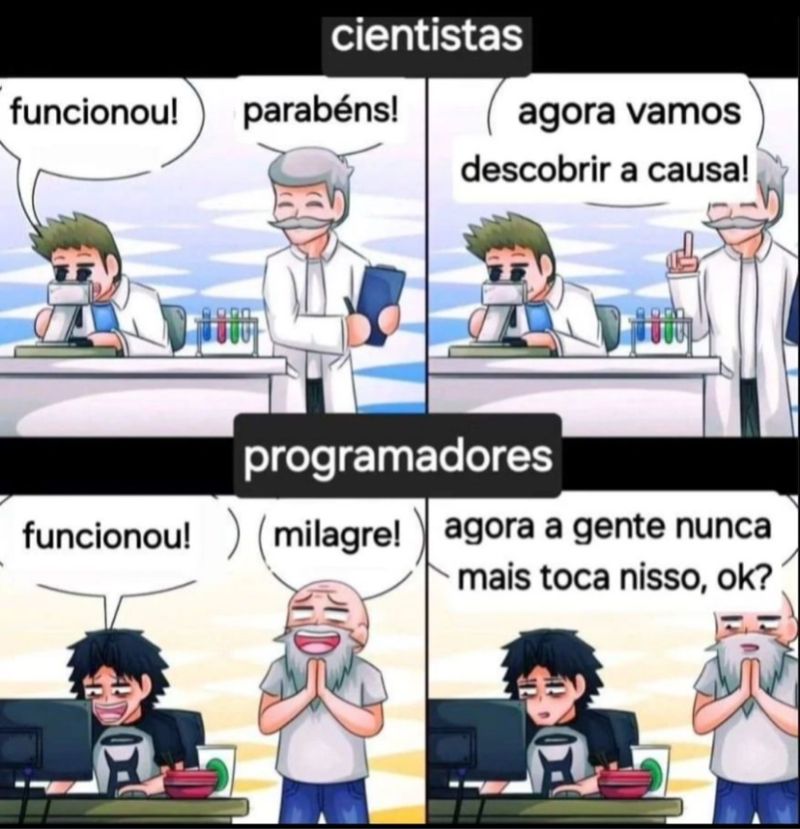 cientistas
funcionou!
parabéns!
agora vamos
descobrir a causa!
programadores
funcionou!
milagre!
agora a gente nunca
mais toca nisso, ok?